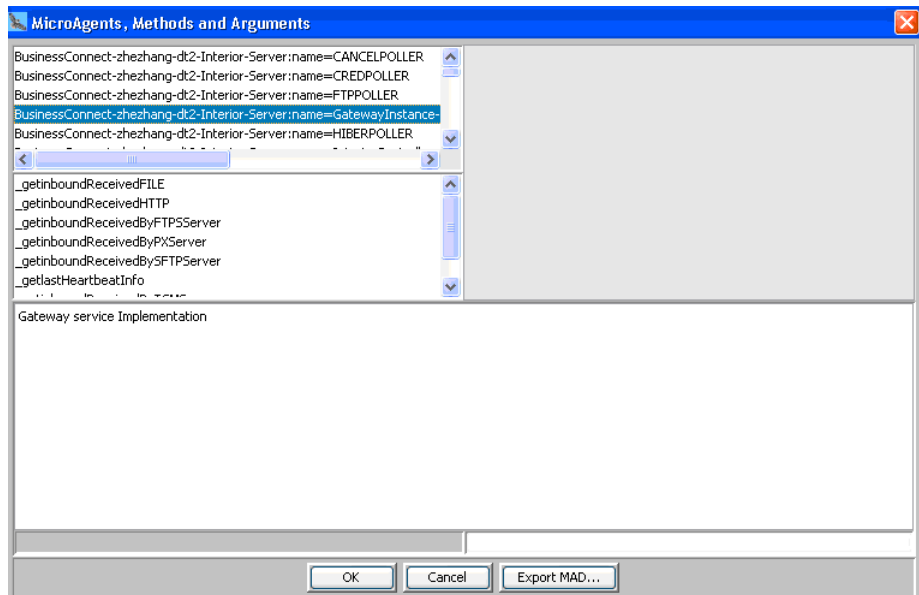 MicroAgents, Methods and Arguments
BusinessConnect-zhezhang-dt2-Interior-Server:name=CANCELPOLLER
BusinessConnect-zhezhang-dt2-Interior-Server:name=CREDPOLLER
BusinessConnect-zhezhang-dt2-Interior-Server:name=FTPPOLLER
BusinessConnect-zhezhang-dt2-Interior-Server:name=GatewayInstance-
BusinessConnect-zhezhang-dt2-Interior-Server:name=HIBERPOLLER
_getinboundReceivedFILE
_getinboundReceivedHTTP
_getinboundReceivedByFTPSServer
_getinboundReceivedByPXServer
_getinboundReceivedBySFTPServer
_getlastHeartbeatInfo
Gateway service Implementation
OK
Cancel
Export MAD...